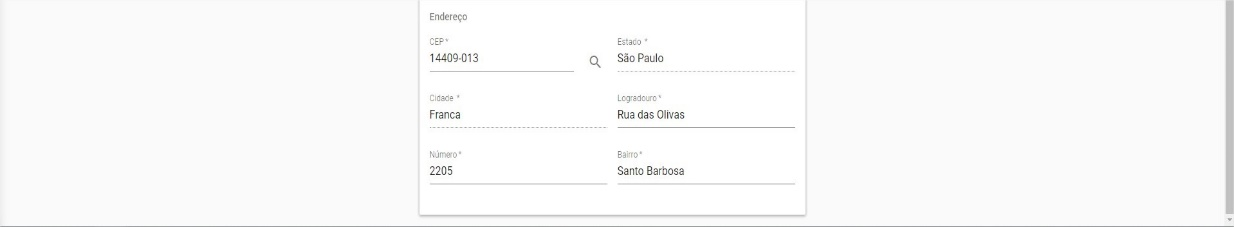 Endereço
CEP * Estado *
14409-013 São Paulo
Cidade * Logradouro *
Franca Rua das Olivas
Número * Bairro *
2205 Santo Barbosa